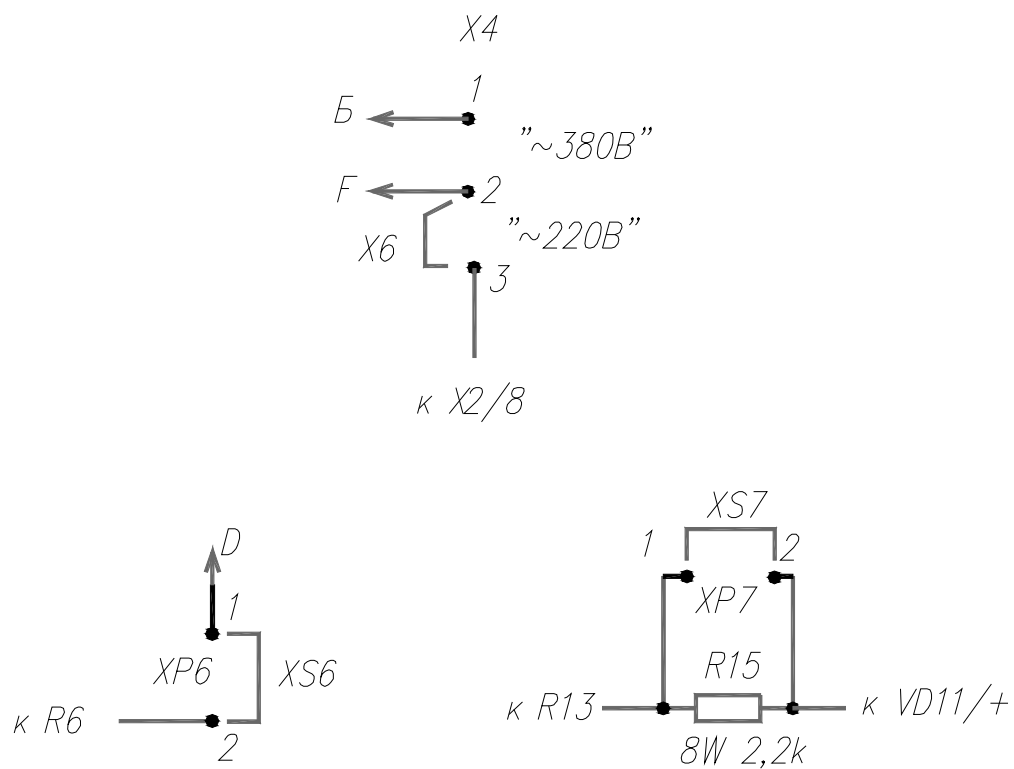 X4
1
Б
"~380В"
F
2
"~220В"
X6
3
к X2/8
XS7
D
1
2
1
XP7
XP6
XS6
R15
к R6
к R13
к VD11/+
2
8W 2,2k